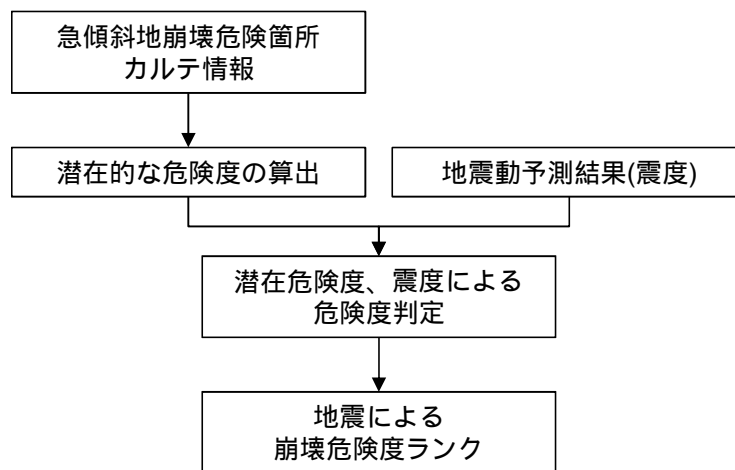 急傾斜地崩壊危険箇所
カルテ情報
潜在的な危険度の算出
地震動予測結果(震度)
潜在危険度、震度による
危険度判定
地震による
崩壊危険度ランク